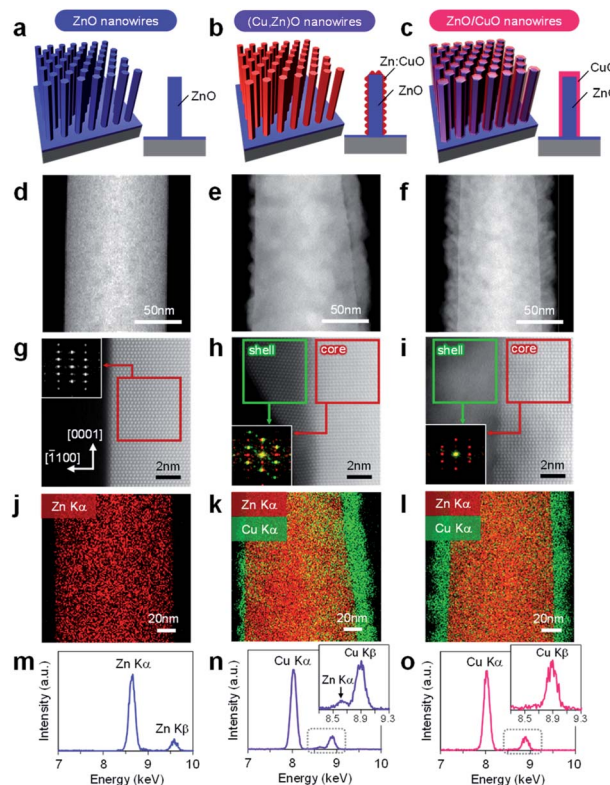 a
ZnO nanowires
b
(Cu,Zn)O nanowires
c
ZnO/CuO nanowires
ZnO
Zn:CuO
ZnO
CuO
d
50nm
e
50nm
f
50nm
g
[0001]
[1̄100]
2nm
h
shell
core
2nm
i
shell
core
2nm
j
Zn Kα
20nm
k
Zn Kα
Cu Kα
20nm
l
Zn Kα
Cu Kα
20nm
m
Intensity (a.u.)
Zn Kα
Zn Kβ
7 8 9 10
Energy (keV)
n
Intensity (a.u.)
Cu Kα
Zn Kα
Cu Kβ
8.5 8.9 9.3
7 8 9 10
Energy (keV)
o
Intensity (a.u.)
Cu Kα
Cu Kβ
8.5 8.9 9.3
7 8 9 10
Energy (keV)